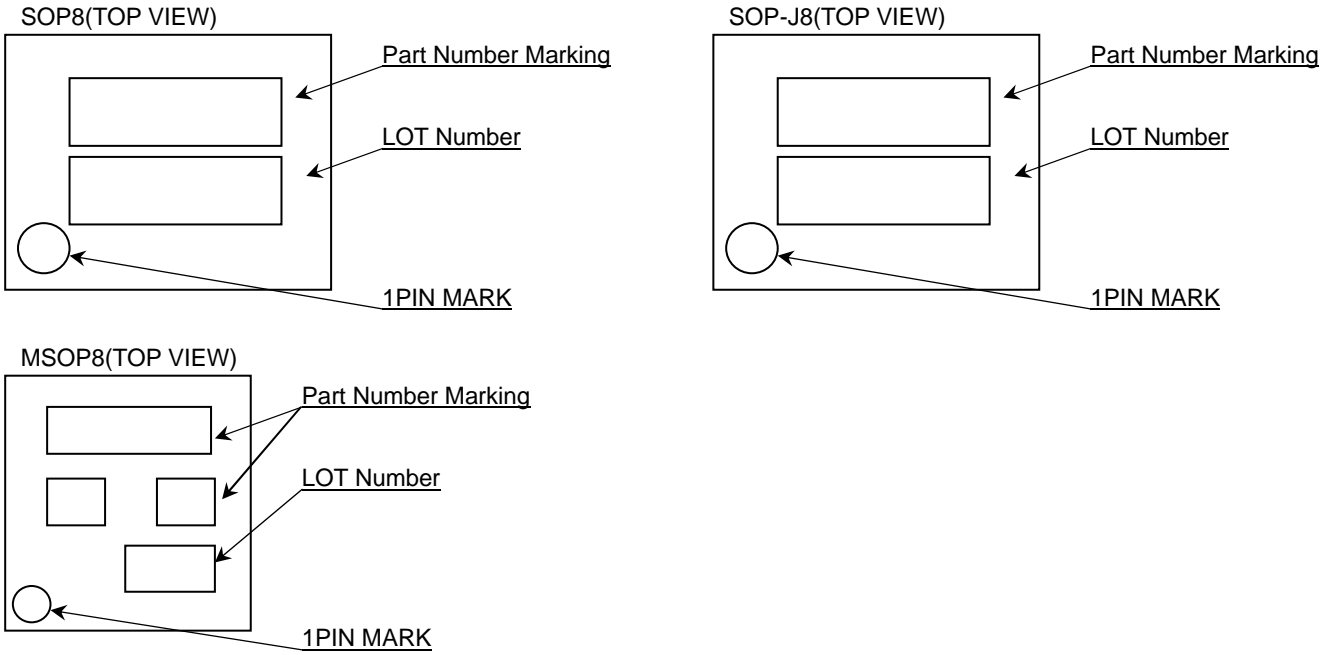 SOP8(TOP VIEW)
Part Number Marking
LOT Number
1PIN MARK
SOP-J8(TOP VIEW)
Part Number Marking
LOT Number
1PIN MARK
MSOP8(TOP VIEW)
Part Number Marking
LOT Number
1PIN MARK